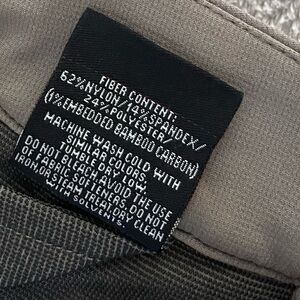 FIBER CONTENT:
62%NYLON/14%SPANDEX/
24%POLYESTER/
(1%EMBEDDED BAMBOO CARBON)
MACHINE WASH COLD WITH
SIMILAR COLORS
TUMBLE DRY LOW.
DO NOT BLEACH.AVOID THE USE
OF FABRIC SOFTENERS. DO NOT
IRON, OR STEAM TREAT. DRY CLEAN
SOLVENTS.